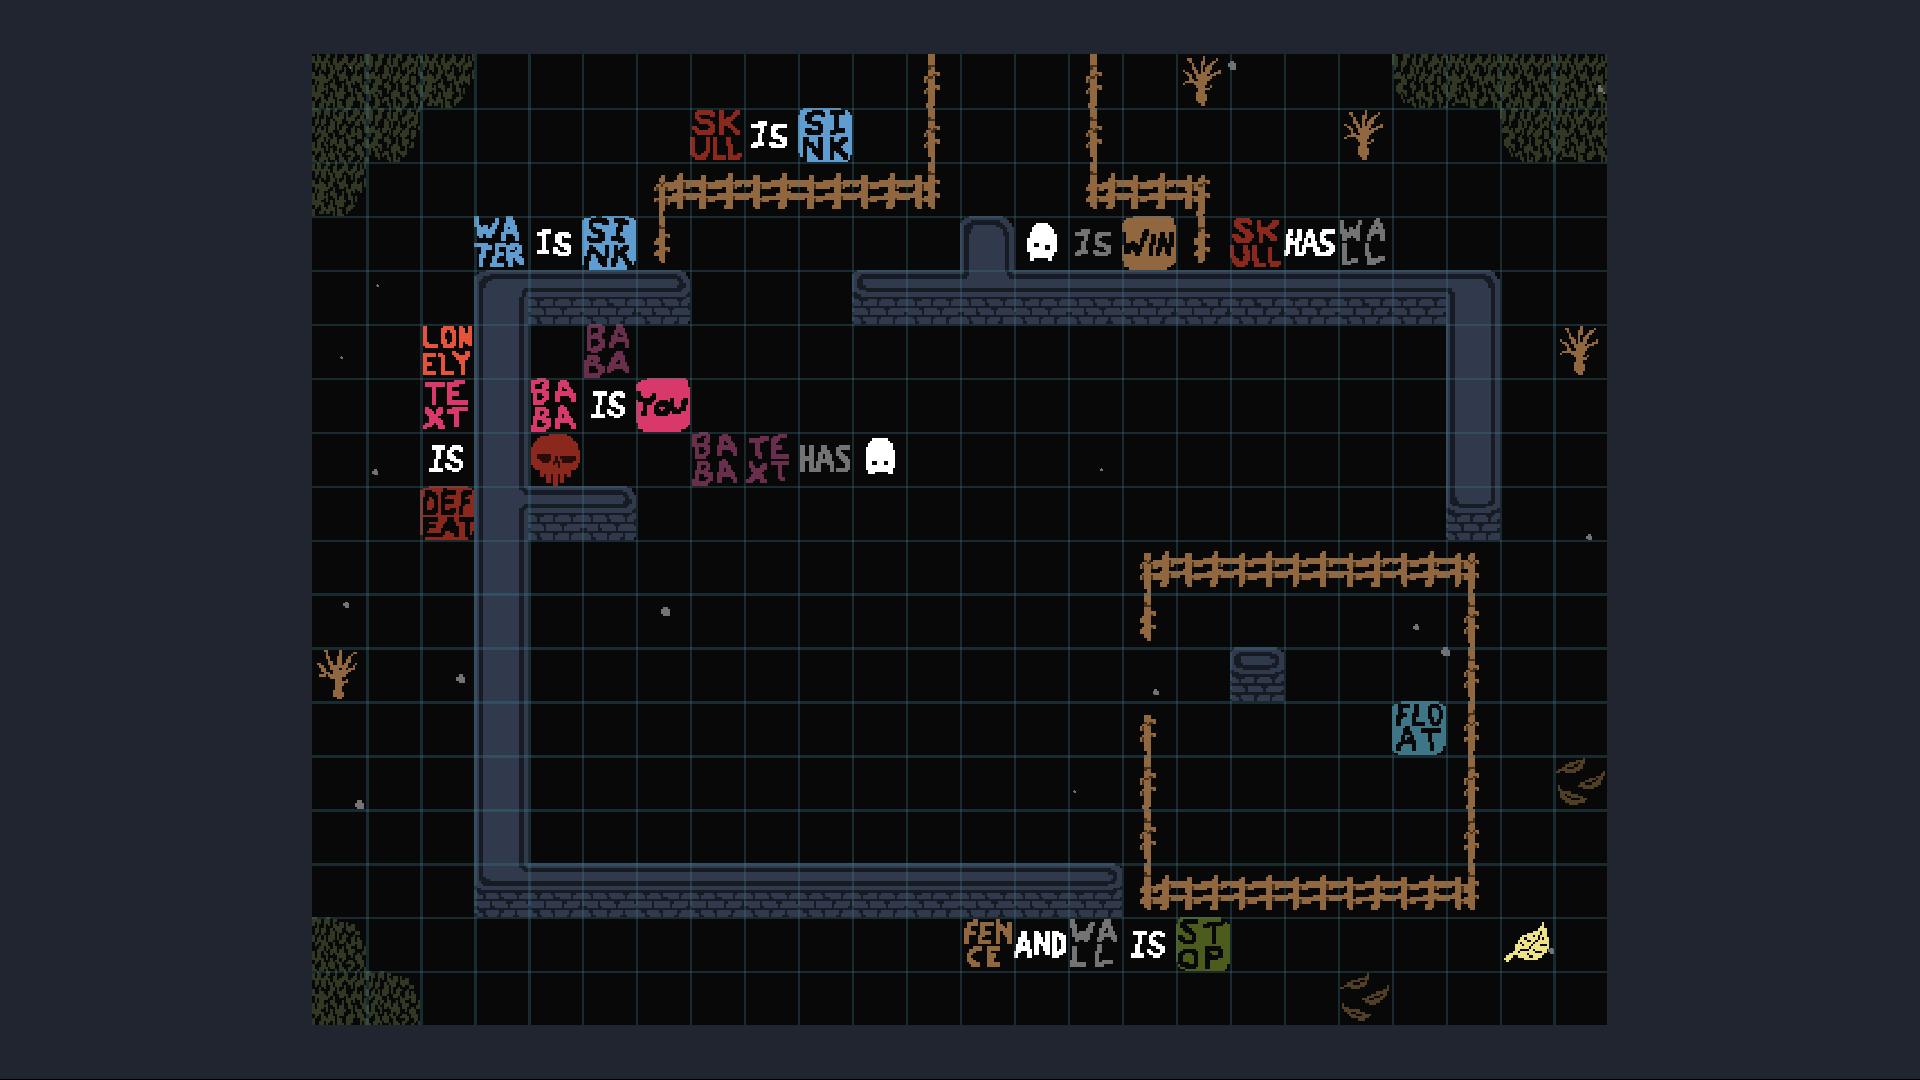 SKULL IS SINK
WATER IS SINK
IS WIN
SKULL HAS WALL
LONELY
TEXT
IS
DEFEAT
BABA
BABA IS YOU
BABA TEXT HAS
FLOAT
FENCE AND WALL IS STOP